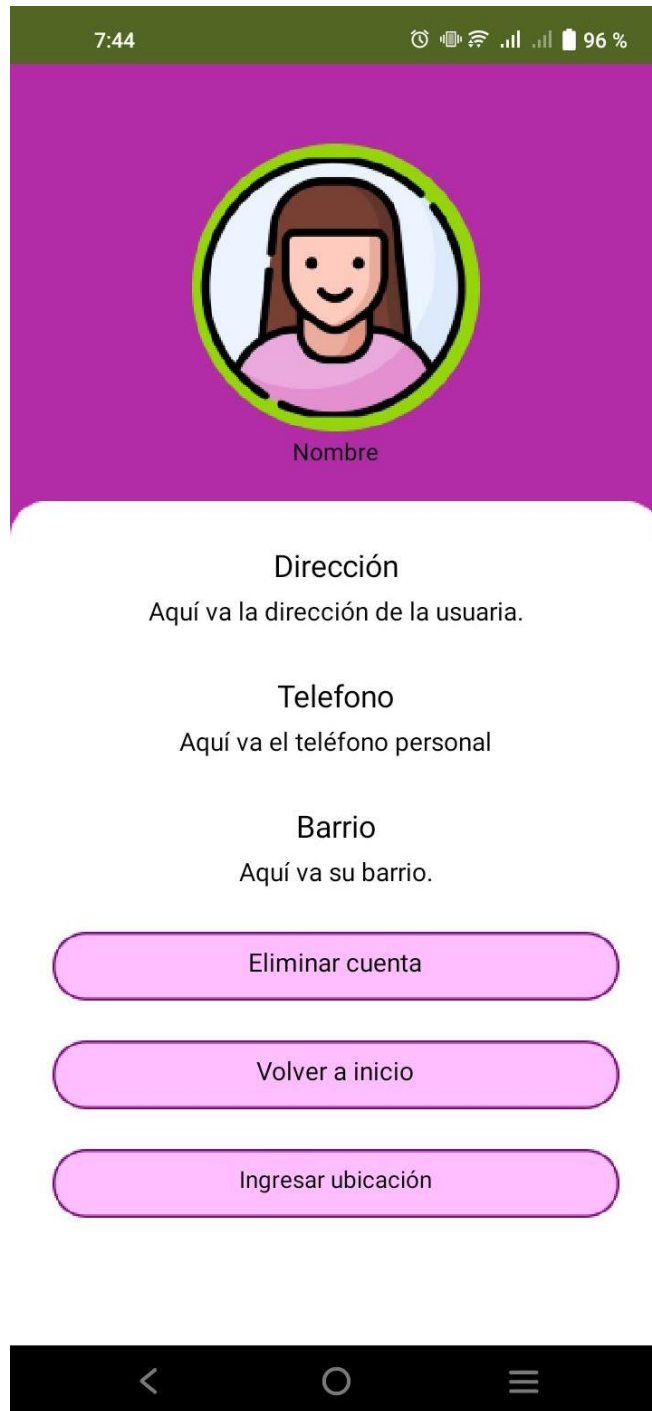 7:44
96 %
Nombre
Dirección
Aquí va la dirección de la usuaria.
Telefono
Aquí va el teléfono personal
Barrio
Aquí va su barrio.
Eliminar cuenta
Volver a inicio
Ingresar ubicación